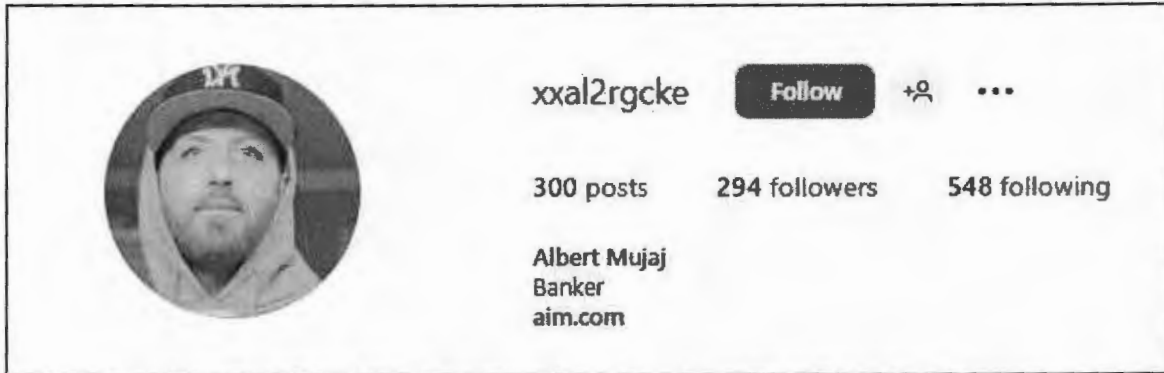 xxal2rgcke Follow
300 posts 294 followers 548 following
Albert Mujaj
Banker
aim.com